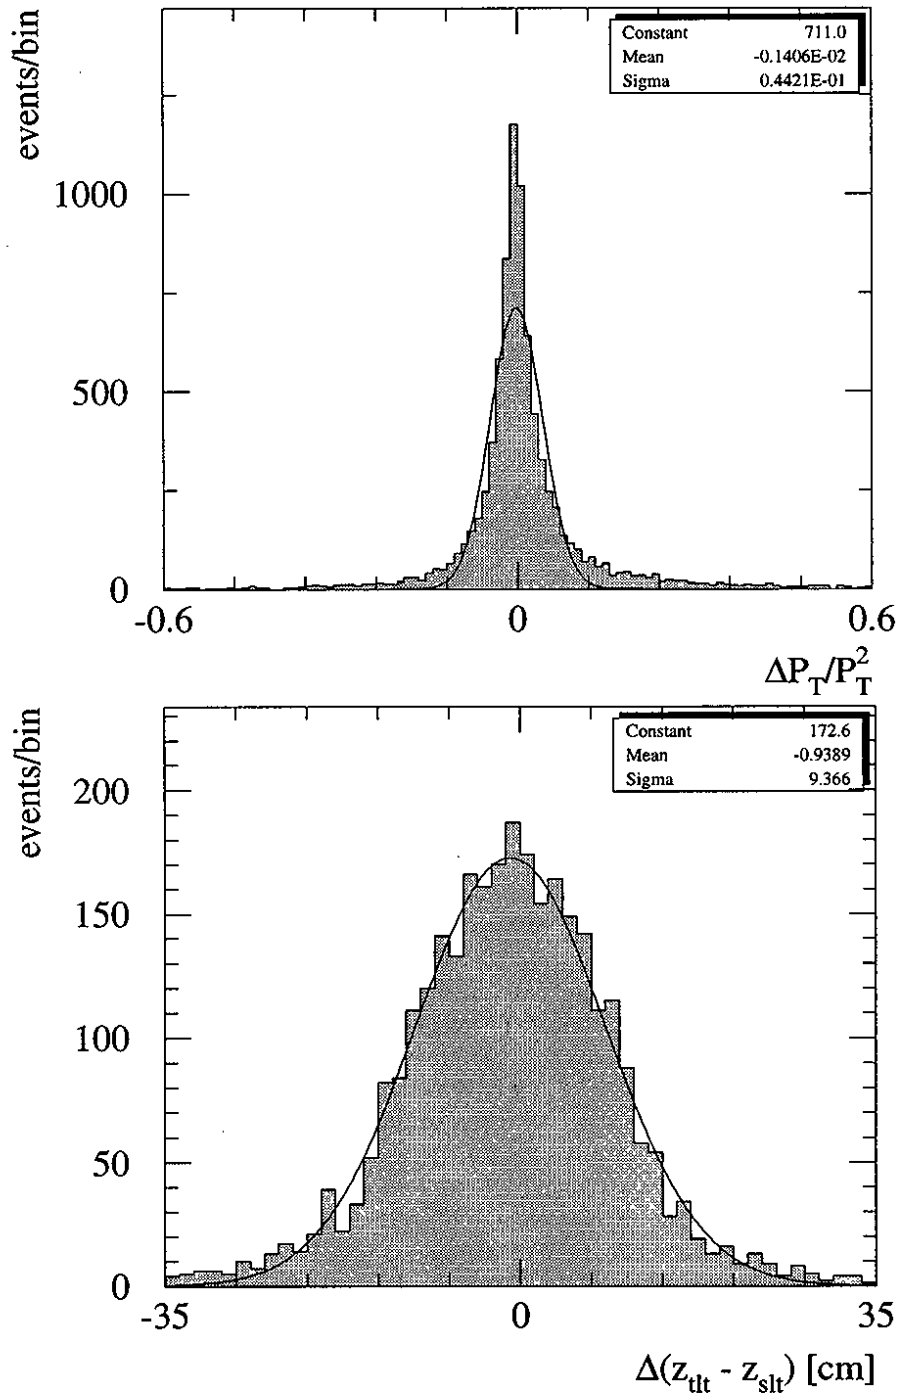 events/bin
Constant 711.0
Mean -0.1406E-02
Sigma 0.4421E-01
1000
500
0
-0.6 0 0.6
ΔP_T/P_T^2
events/bin
Constant 172.6
Mean -0.9389
Sigma 9.366
200
150
100
50
0
-35 0 35
Δ(z_tlt - z_slt) [cm]